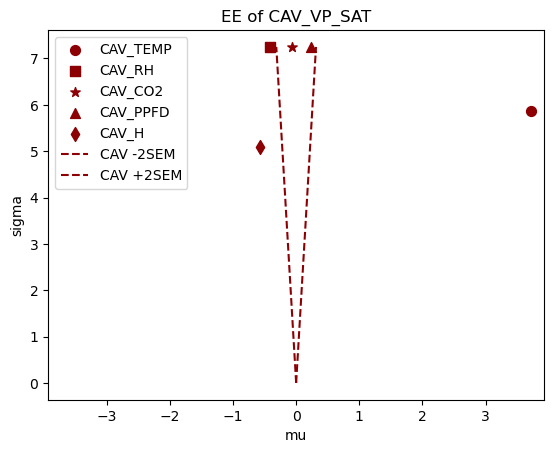 EE of CAV_VP_SAT
CAV_TEMP
CAV_RH
CAV_CO2
CAV_PPFD
CAV_H
CAV -2SEM
CAV +2SEM
7
6
5
4
3
2
1
0
sigma
−3
−2
−1
0
1
2
3
mu